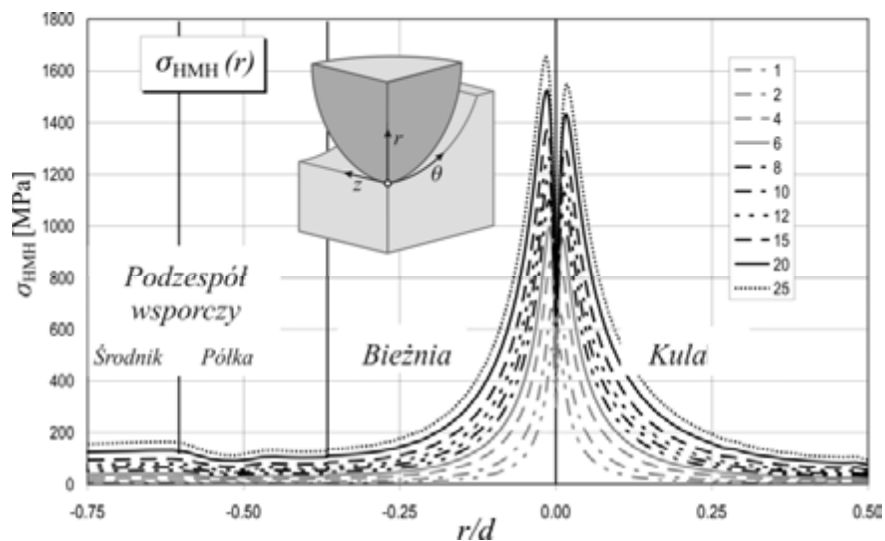 1800
1600
1400
1200
1000
800
600
400
200
0
σHMH [MPa]
σHMH (r)
r
z
θ
1
2
4
6
8
10
12
15
20
25
Podzespół
wsporczy
Środnik
Półka
Bieżnia
Kula
-0.75
-0.50
-0.25
0.00
0.25
0.50
r/d